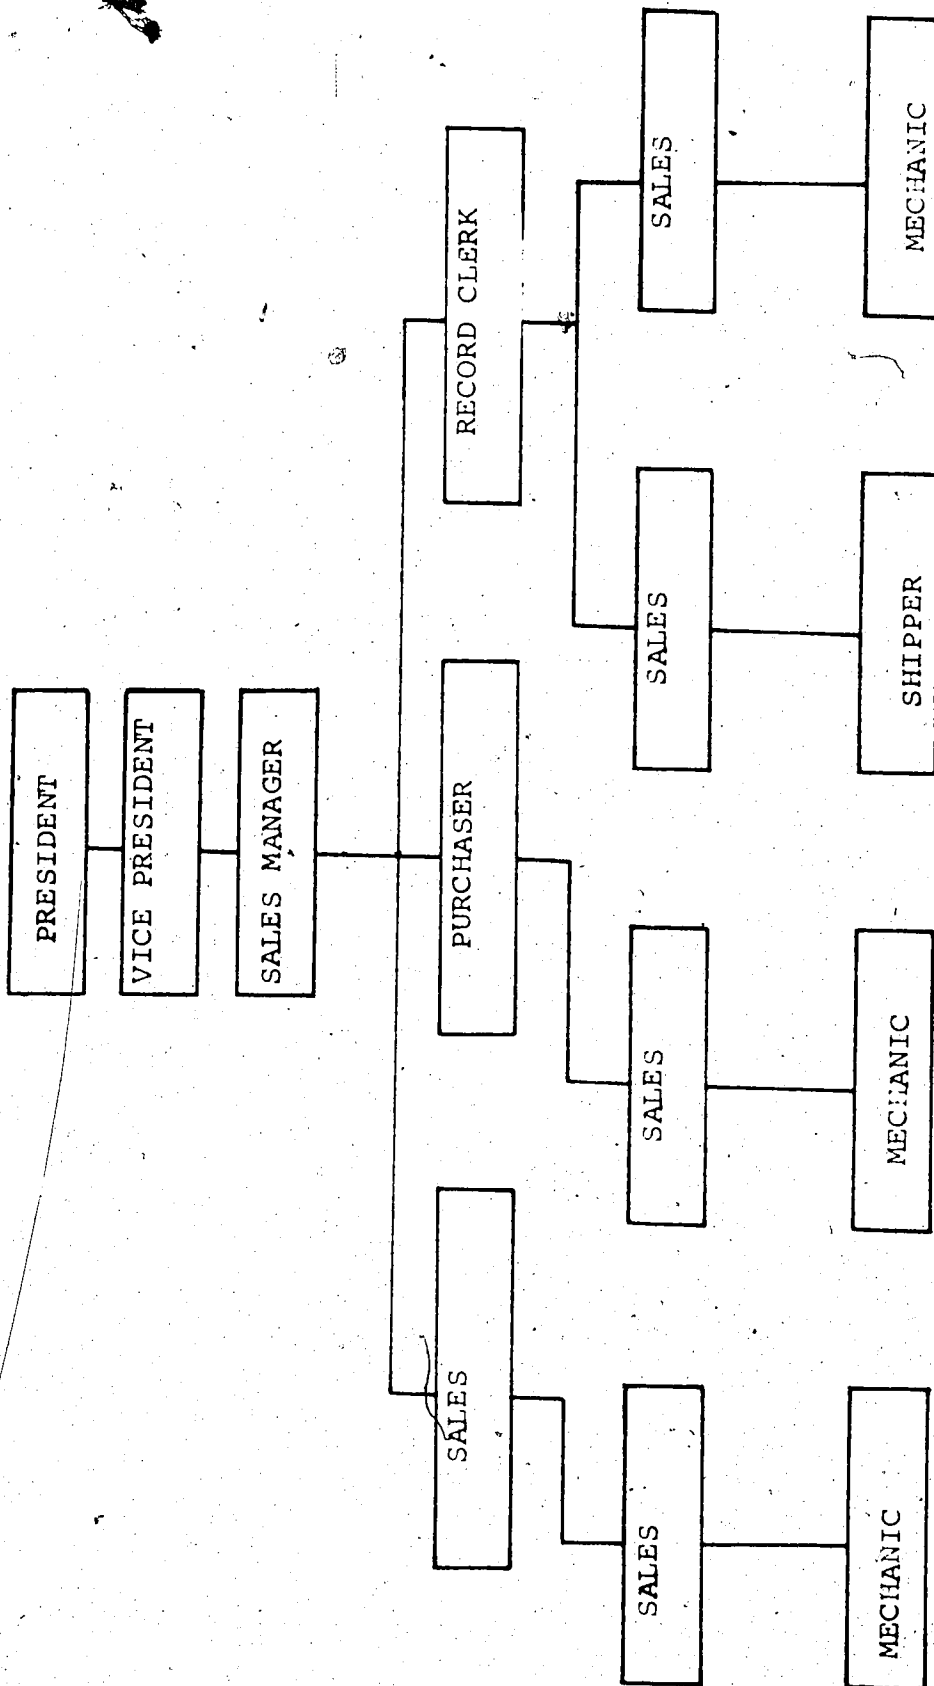 PRESIDENT
VICE PRESIDENT
SALES MANAGER
SALES
PURCHASER
RECORD CLERK
SALES
SALES
SALES
SALES
MECHANIC
MECHANIC
SHIPPER
MECHANIC